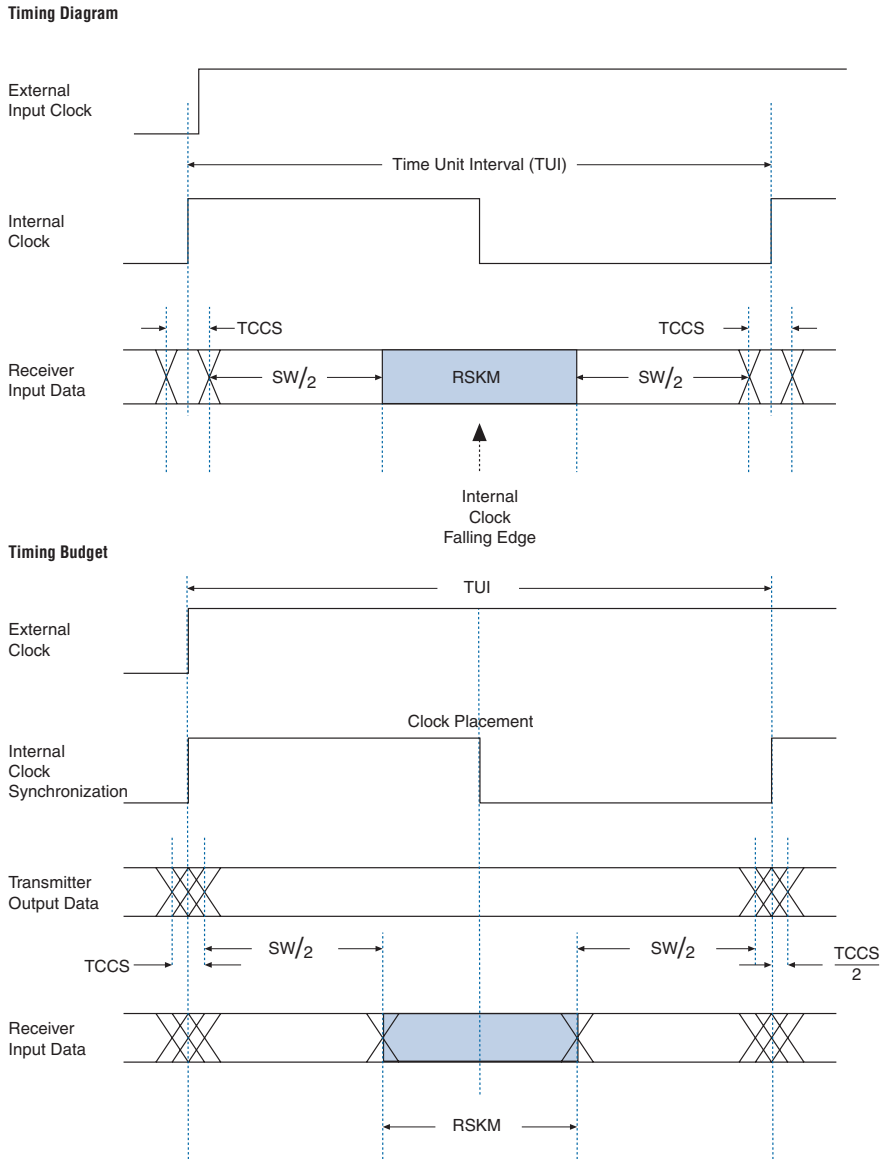 Timing Diagram
External
Input Clock
Time Unit Interval (TUI)
Internal
Clock
TCCS
TCCS
Receiver
Input Data
SW/2
RSKM
SW/2
Internal
Clock
Falling Edge
Timing Budget
TUI
External
Clock
Clock Placement
Internal
Clock
Synchronization
Transmitter
Output Data
SW/2
SW/2
TCCS
TCCS
2
Receiver
Input Data
RSKM